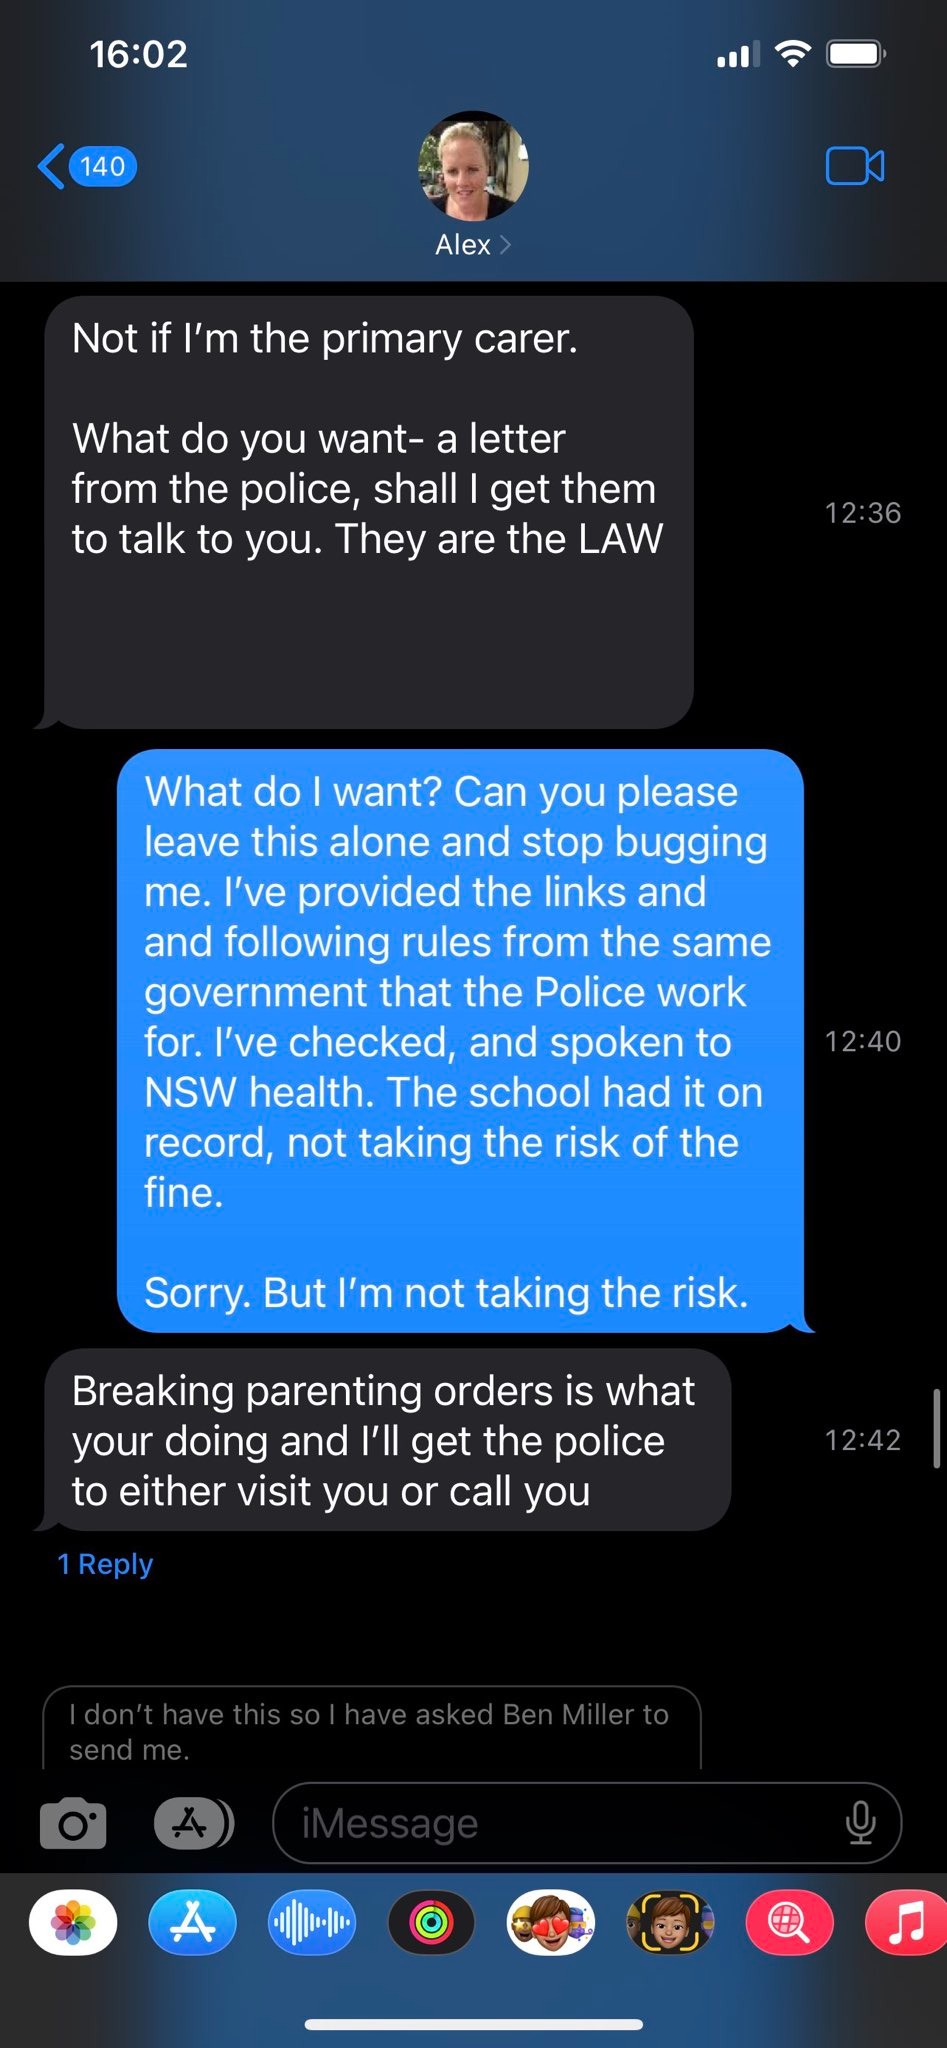 16:02
140
Alex
Not if I'm the primary carer.
What do you want- a letter
from the police, shall I get them
to talk to you. They are the LAW
12:36
What do I want? Can you please
leave this alone and stop bugging
me. I've provided the links and
and following rules from the same
government that the Police work
for. I've checked, and spoken to
NSW health. The school had it on
record, not taking the risk of the
fine.
Sorry. But I'm not taking the risk.
12:40
Breaking parenting orders is what
your doing and I'll get the police
to either visit you or call you
12:42
1 Reply
I don't have this so I have asked Ben Miller to
send me.
iMessage